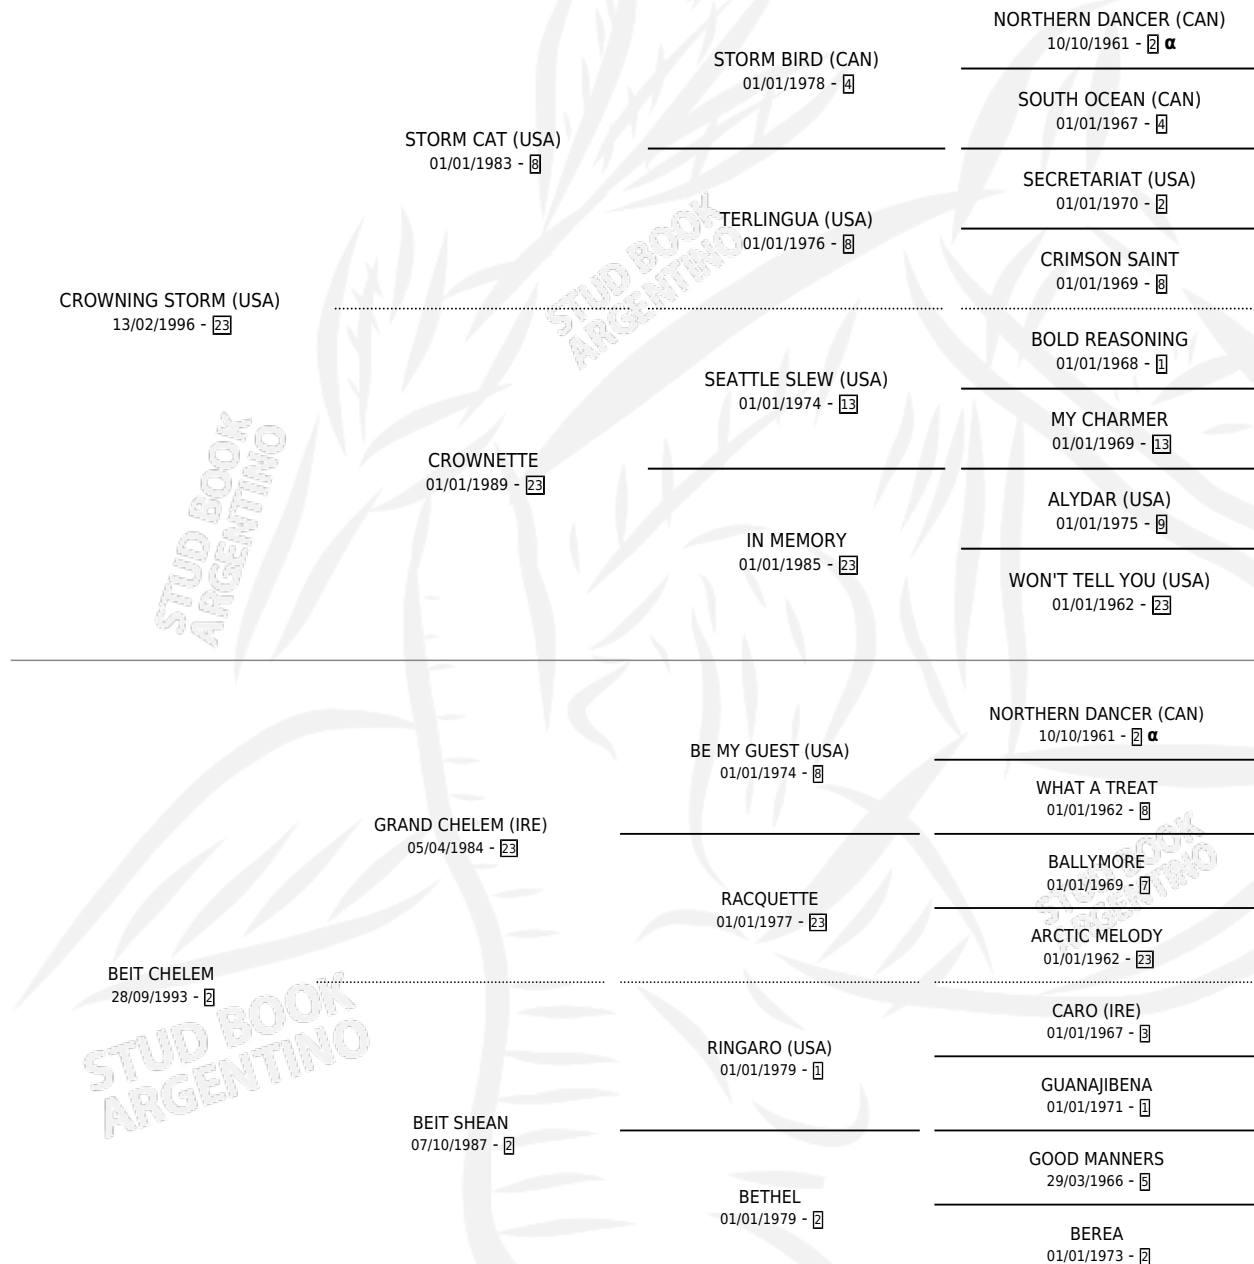 NORTHERN DANCER (CAN)
10/10/1961 - 2 α
STORM BIRD (CAN)
01/01/1978 - 4
SOUTH OCEAN (CAN)
01/01/1967 - 4
STORM CAT (USA)
01/01/1983 - 8
SECRETARIAT (USA)
01/01/1970 - 2
TERLINGUA (USA)
01/01/1976 - 8
CRIMSON SAINT
01/01/1969 - 8
CROWNING STORM (USA)
13/02/1996 - 23
BOLD REASONING
01/01/1968 - 1
SEATTLE SLEW (USA)
01/01/1974 - 13
MY CHARMER
01/01/1969 - 13
CROWNETTE
01/01/1989 - 23
ALYDAR (USA)
01/01/1975 - 9
IN MEMORY
01/01/1985 - 23
WON'T TELL YOU (USA)
01/01/1962 - 23
STUD BOOK
ARGENTINO
STUD BOOK
ARGENTINO
NORTHERN DANCER (CAN)
10/10/1961 - 2 α
BE MY GUEST (USA)
01/01/1974 - 8
WHAT A TREAT
01/01/1962 - 8
GRAND CHELEM (IRE)
05/04/1984 - 23
BALLYMORE
01/01/1969 - 7
RACQUETTE
01/01/1977 - 23
ARCTIC MELODY
01/01/1962 - 23
BEIT CHELEM
28/09/1993 - 2
CARO (IRE)
01/01/1967 - 3
RINGARO (USA)
01/01/1979 - 1
GUANAJIBENA
01/01/1971 - 1
BEIT SHEAN
07/10/1987 - 2
GOOD MANNERS
29/03/1966 - 5
BETHEL
01/01/1979 - 2
BEREA
01/01/1973 - 2
STUD BOOK
ARGENTINO
STUD BOOK
ARGENTINO